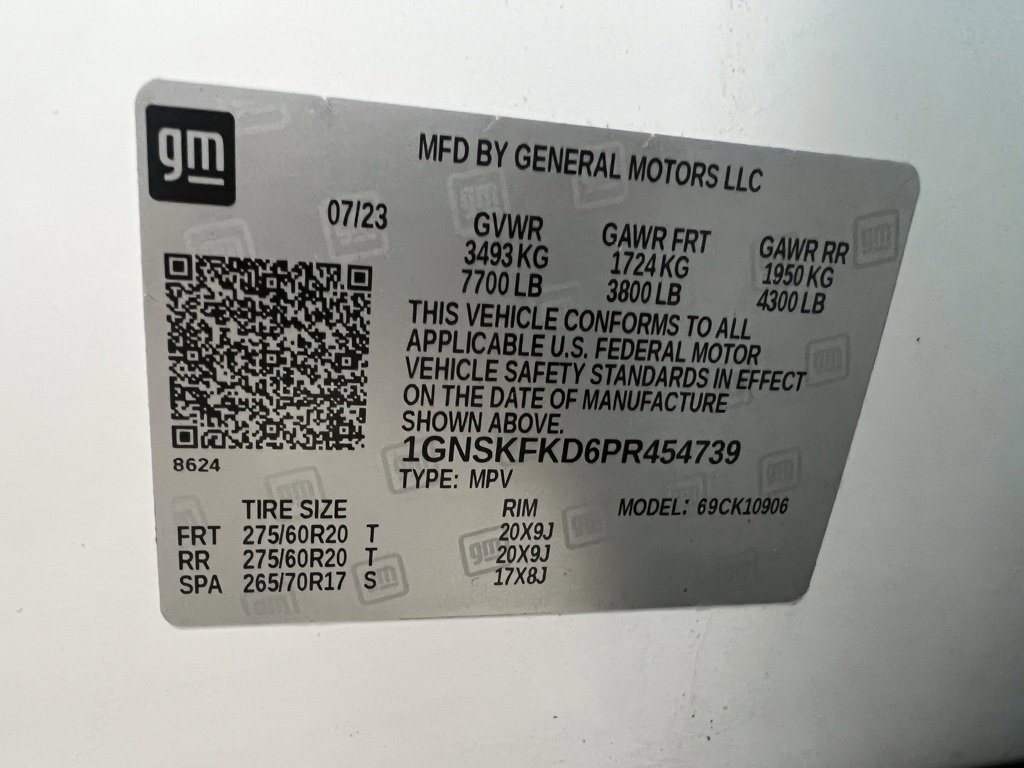 gm
MFD BY GENERAL MOTORS LLC
07/23
GVWR GAWR FRT GAWR RR
3493 KG 1724 KG 1950 KG
7700 LB 3800 LB 4300 LB
THIS VEHICLE CONFORMS TO ALL
APPLICABLE U.S. FEDERAL MOTOR
VEHICLE SAFETY STANDARDS IN EFFECT
ON THE DATE OF MANUFACTURE
SHOWN ABOVE.
1GNSKFKD6PR454739
8624
TYPE: MPV
TIRE SIZE RIM MODEL: 69CK10906
FRT 275/60R20 T 20X9J
RR 275/60R20 T 20X9J
SPA 265/70R17 S 17X8J